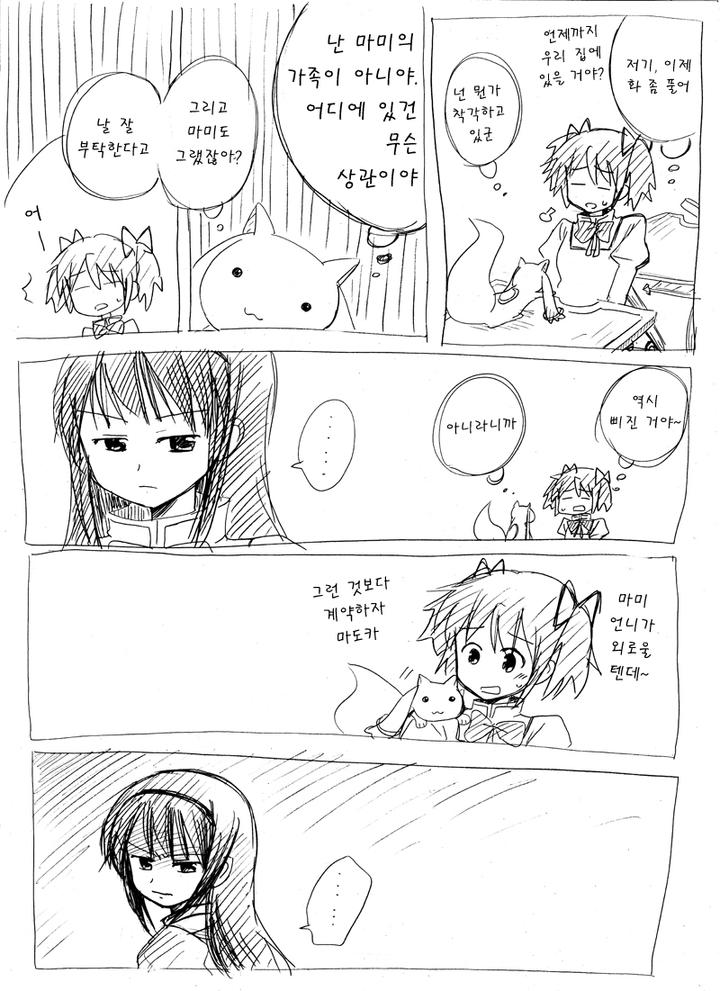 저기, 이제
화 좀 풀어
언제까지
우리 집에
있을 거야?
넌 뭔가
착각하고
있군
난 마미의
가족이 아니야.
어디에 있건
무슨
상관이야
그리고
마미도
그랬잖아?
날 잘
부탁한다고
어ㅡ
역시
삐진 거야~
아니라니까
......
마미
언니가
외로울
텐데~
그런 것보다
계약하자
마도카
......